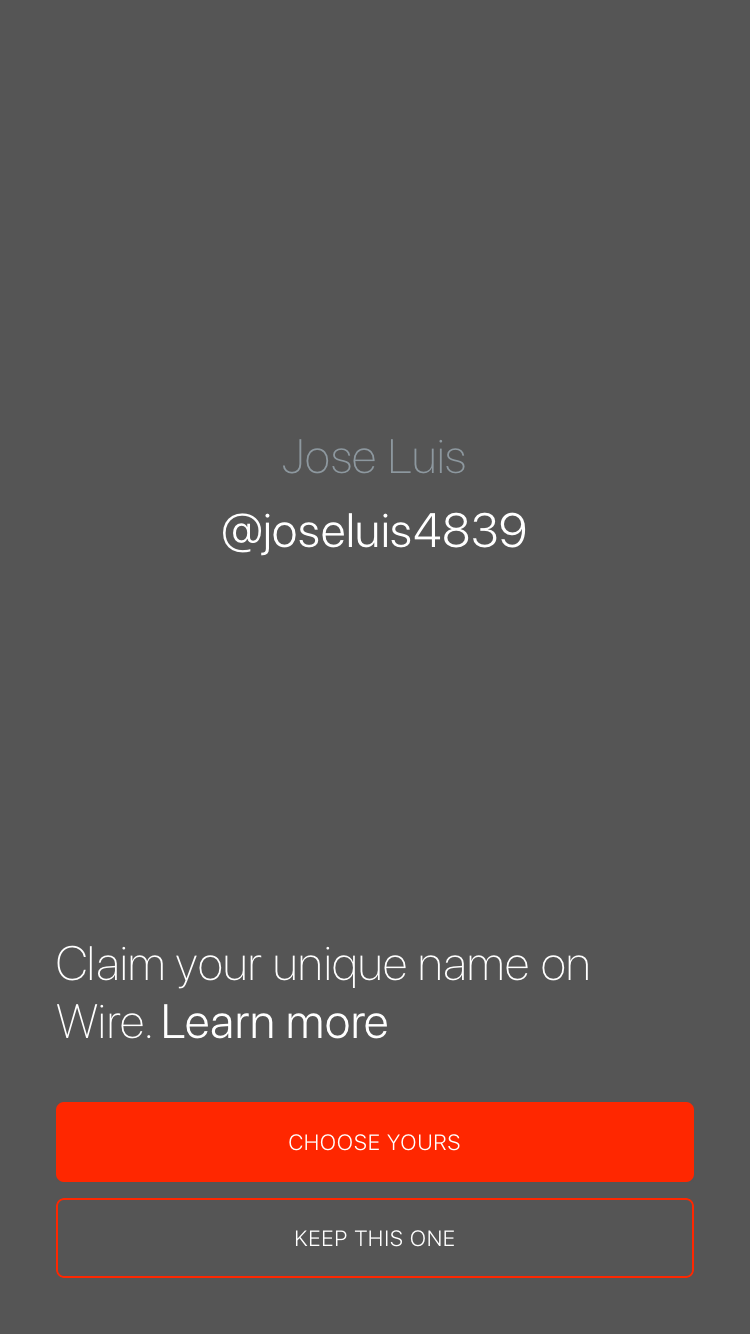 Jose Luis
@joseluis4839
Claim your unique name on
Wire. Learn more
CHOOSE YOURS
KEEP THIS ONE